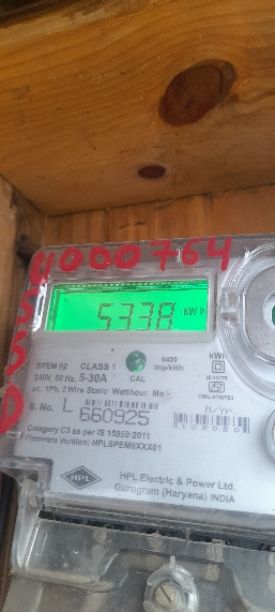 000764
5338 kWh
SPEM 02 CLASS 1 6400 kWh
240V, 50 Hz, 5-30A CAL imp/kWh
ac, 1Ph, 2Wire Static Watthour
S. No. L 660925 M/Yr
Category C3 as per IS 15959:2011
Firmware Version: HPLSPEM6XXX01
HPL
HPL Electric & Power Ltd.
Gurugram (Haryana) INDIA